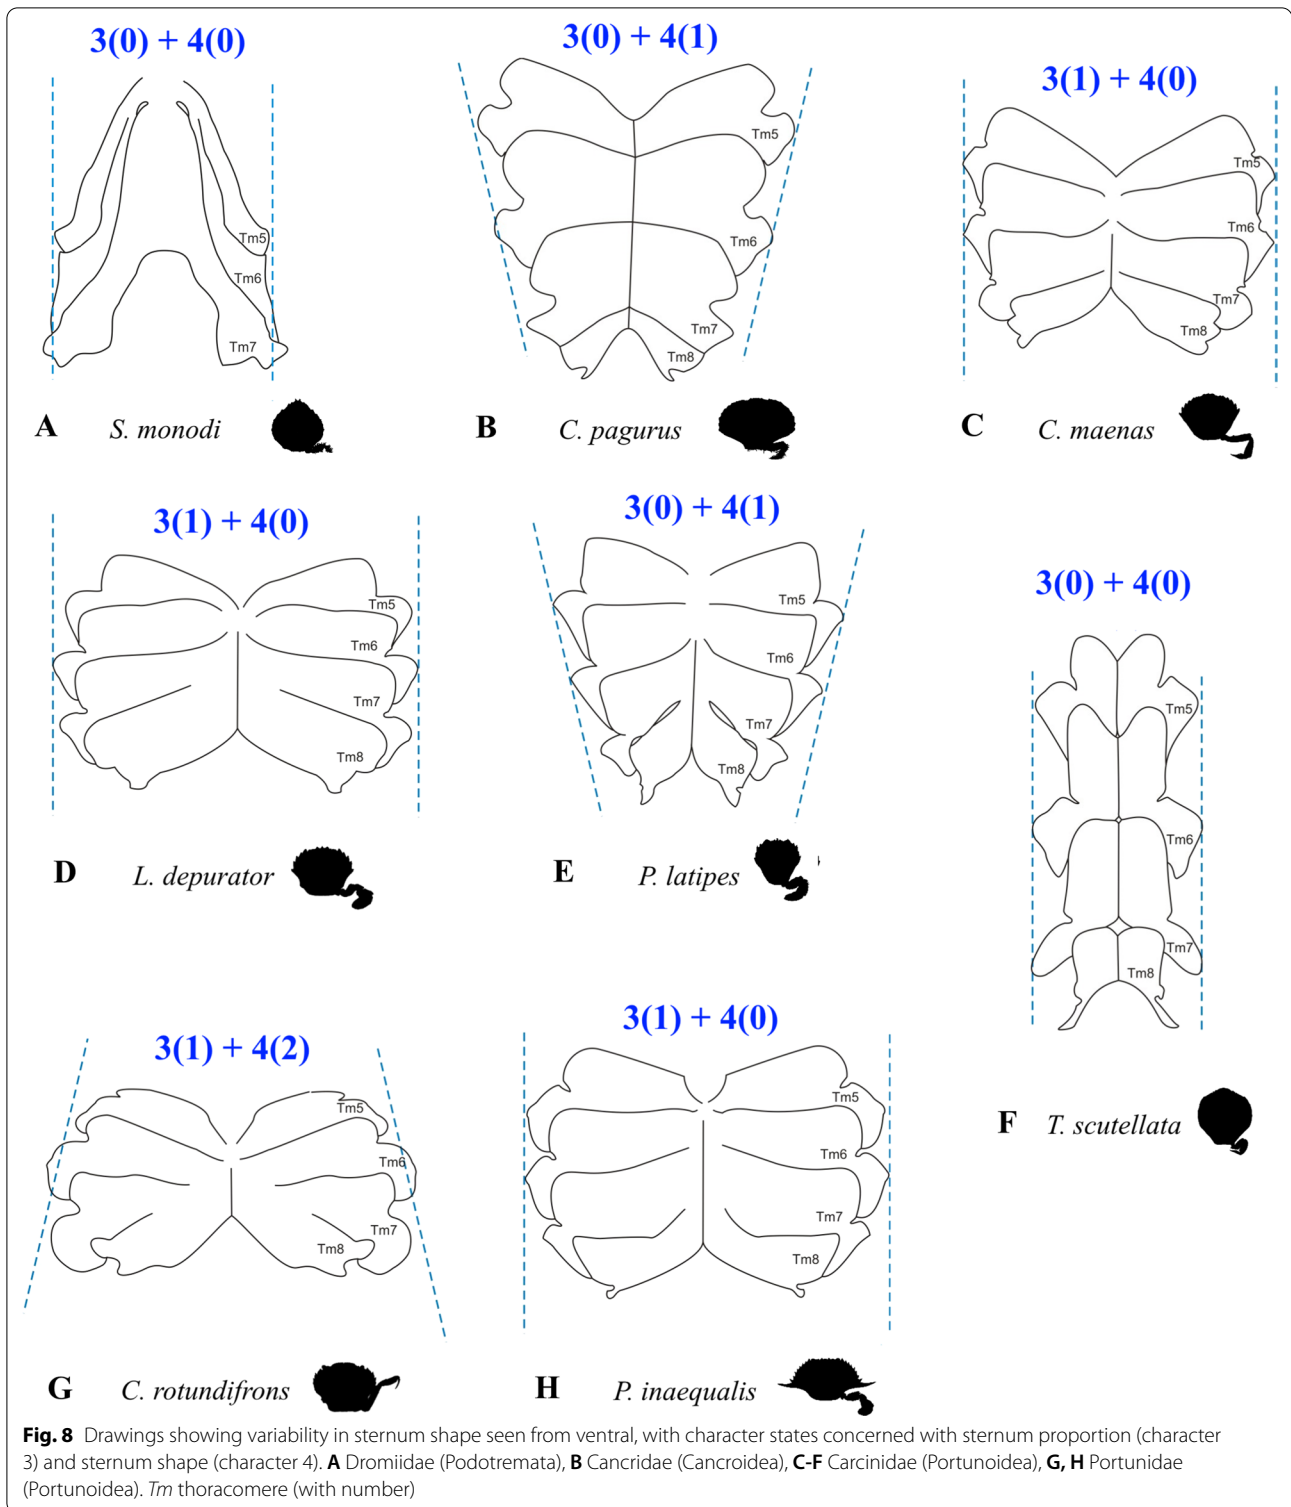 3(0) + 4(0)
Tm5
Tm6
Tm7
A S. monodi
3(0) + 4(1)
Tm5
Tm6
Tm7
Tm8
B C. pagurus
3(1) + 4(0)
Tm5
Tm6
Tm7
Tm8
C C. maenas
3(1) + 4(0)
Tm5
Tm6
Tm7
Tm8
D L. depurator
3(0) + 4(1)
Tm5
Tm6
Tm7
Tm8
E P. latipes
3(0) + 4(0)
Tm5
Tm6
Tm7
Tm8
F T. scutellata
3(1) + 4(2)
Tm5
Tm6
Tm7
Tm8
G C. rotundifrons
3(1) + 4(0)
Tm5
Tm6
Tm7
Tm8
H P. inaequalis
Fig. 8 Drawings showing variability in sternum shape seen from ventral, with character states concerned with sternum proportion (character
3) and sternum shape (character 4). A Dromiidae (Podotremata), B Cancridae (Cancroidea), C-F Carcinidae (Portunoidea), G, H Portunidae
(Portunoidea). Tm thoracomere (with number)